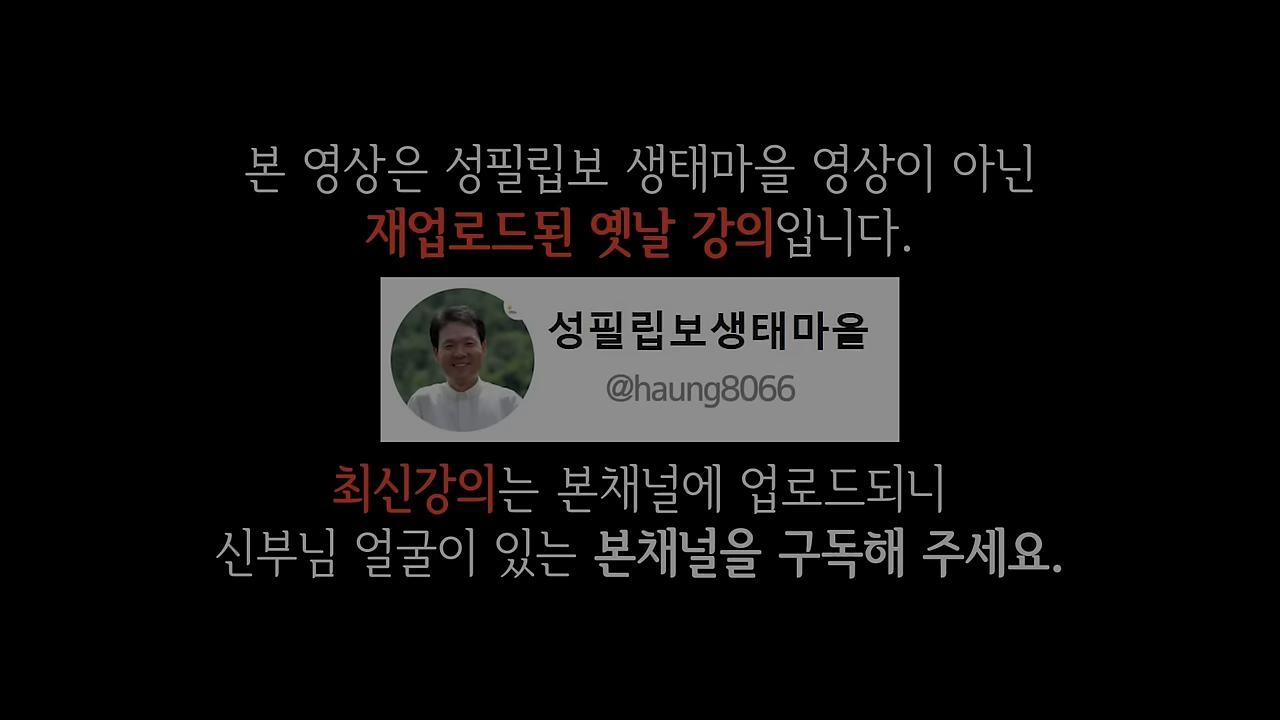 본 영상은 성필립보 생태마을 영상이 아닌
재업로드된 옛날 강의입니다.
성필립보생태마을
@haung8066
최신강의는 본채널에 업로드되니
신부님 얼굴이 있는 본채널을 구독해 주세요.